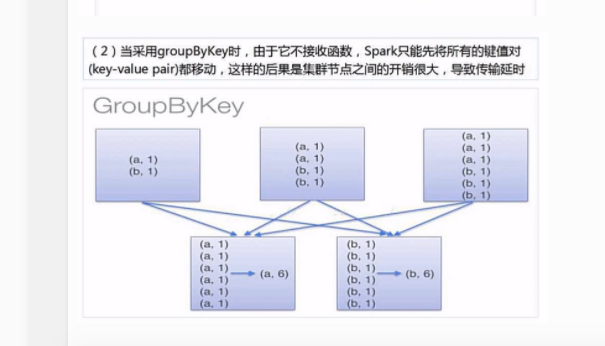 （2）当采用groupByKey时，由于它不接收函数，Spark只能先将所有的键值对
(key-value pair)都移动，这样的后果是集群节点之间的开销很大，导致传输延时
GroupByKey
(a, 1)
(b, 1)
(a, 1)
(a, 1)
(b, 1)
(b, 1)
(a, 1)
(a, 1)
(a, 1)
(b, 1)
(b, 1)
(b, 1)
(a, 1)
(a, 1)
(a, 1)
(a, 1)
(a, 1)
(a, 1)
(a, 6)
(b, 1)
(b, 1)
(b, 1)
(b, 1)
(b, 1)
(b, 1)
(b, 6)